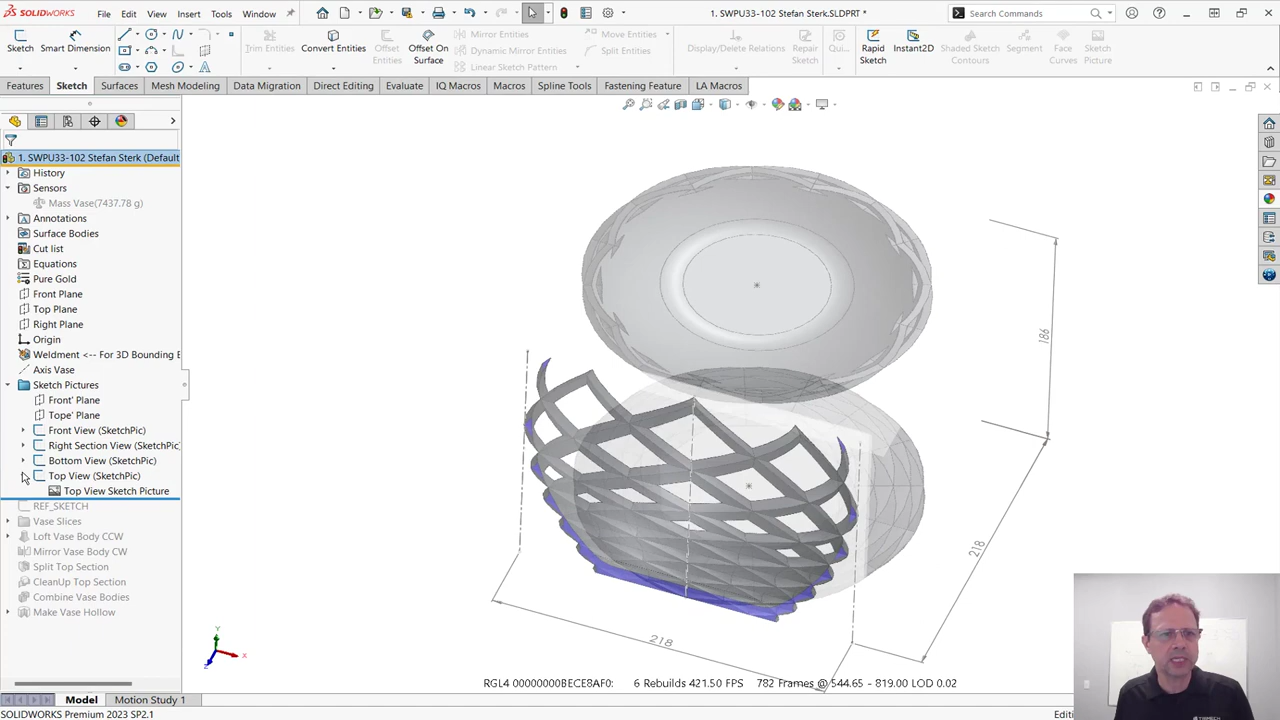 SOLIDWORKS
File
Edit
View
Insert
Tools
Window
1. SWPU33-102 Stefan Sterk.SLDPRT *
Search Commands
Sketch
Smart Dimension
Trim Entities
Convert Entities
Offset Entities
Offset On Surface
Mirror Entities
Dynamic Mirror Entities
Linear Sketch Pattern
Move Entities
Split Entities
Display/Delete Relations
Repair Sketch
Qui...
Rapid Sketch
Instant2D
Shaded Sketch Contours
Segment
Face Curves
Sketch Picture
Features
Sketch
Surfaces
Mesh Modeling
Data Migration
Direct Editing
Evaluate
IQ Macros
Macros
Spline Tools
Fastening Feature
LA Macros
1. SWPU33-102 Stefan Sterk (Default
History
Sensors
Mass Vase(7437.78 g)
Annotations
Surface Bodies
Cut list
Equations
Pure Gold
Front Plane
Top Plane
Right Plane
Origin
Weldment <-- For 3D Bounding B
Axis Vase
Sketch Pictures
Front' Plane
Tope' Plane
Front View (SketchPic)
Right Section View (SketchPic
Bottom View (SketchPic)
Top View (SketchPic)
Top View Sketch Picture
REF_SKETCH
Vase Slices
Loft Vase Body CCW
Mirror Vase Body CW
Split Top Section
CleanUp Top Section
Combine Vase Bodies
Make Vase Hollow
186
218
218
Y
X
Z
RGL4 00000000BECE8AF0: 6 Rebuilds 421.50 FPS 782 Frames @ 544.65 - 819.00 LOD 0.02
Model
Motion Study 1
SOLIDWORKS Premium 2023 SP2.1
Editi